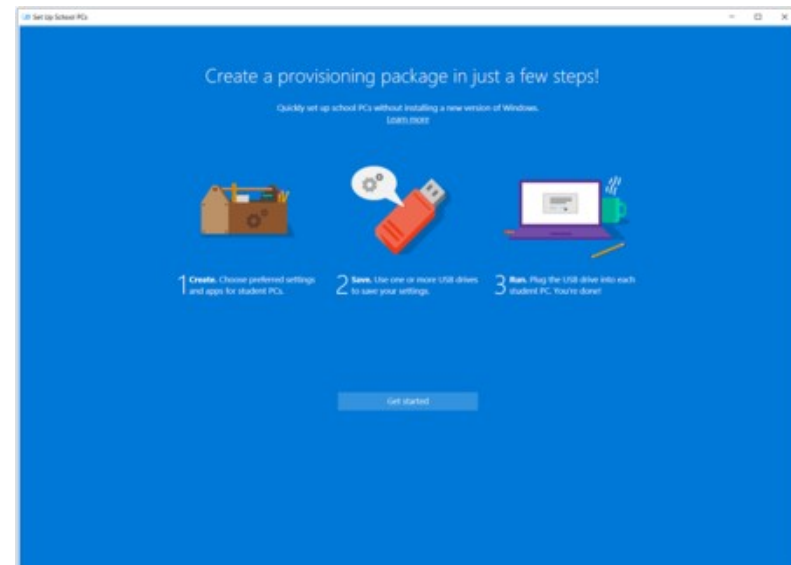 Set Up School PCs
Create a provisioning package in just a few steps!
Quickly set up school PCs without installing a new version of Windows.
Learn more
1 Create. Choose preferred settings
and apps for student PCs.
2 Save. Use one or more USB drives
to save your settings.
3 Run. Plug the USB drive into each
student PC. You're done!
Get started